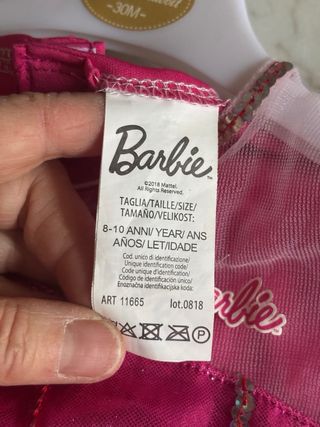 -30M-
Barbie™
©2018 Mattel.
All Rights Reserved.
TAGLIA/TAILLE/SIZE/
TAMAÑO/VELIKOST:
8-10 ANNI/ YEAR/ ANS
AÑOS/ LET/IDADE
Cod. unico di identificazione/
Unique identification code/
Code unique d'identification/
Código de identificación unico/
Enoznačna identifikacijska koda:
ART 11665 lot.0818
P
Barbie